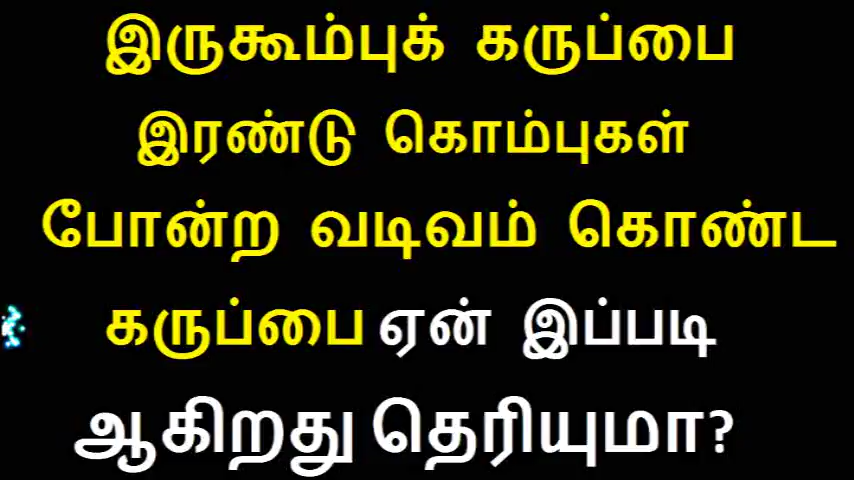 இருகூம்புக் கருப்பை
இரண்டு கொம்புகள்
போன்ற வடிவம் கொண்ட
கருப்பை ஏன் இப்படி
ஆகிறது தெரியுமா?